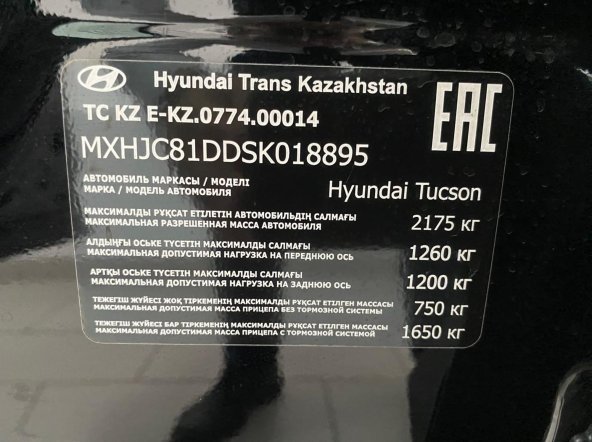 Hyundai Trans Kazakhstan
EAC
TC KZ E-KZ.0774.00014
MXHJC81DDSK018895
АВТОМОБИЛЬ МАРКАСЫ / МОДЕЛІ
МАРКА / МОДЕЛЬ АВТОМОБИЛЯ
Hyundai Tucson
МАКСИМАЛДЫ РҰҚСАТ ЕТІЛЕТІН АВТОМОБИЛЬДІҢ САЛМАҒЫ
МАКСИМАЛЬНАЯ РАЗРЕШЕННАЯ МАССА АВТОМОБИЛЯ
2175 кг
АЛДЫҢҒЫ ОСЬКЕ ТҮСЕТІН МАКСИМАЛДЫ САЛМАҒЫ
МАКСИМАЛЬНАЯ ДОПУСТИМАЯ НАГРУЗКА НА ПЕРЕДНЮЮ ОСЬ
1260 кг
АРТҚЫ ОСЬКЕ ТҮСЕТІН МАКСИМАЛДЫ САЛМАҒЫ
МАКСИМАЛЬНАЯ ДОПУСТИМАЯ НАГРУЗКА НА ЗАДНЮЮ ОСЬ
1200 кг
ТЕЖЕГІШ ЖҮЙЕСІ ЖОҚ ТІРКЕМЕНІҢ МАКСИМАЛДЫ РҰҚСАТ ЕТІЛГЕН МАССАСЫ
МАКСИМАЛЬНАЯ ДОПУСТИМАЯ МАССА ПРИЦЕПА БЕЗ ТОРМОЗНОЙ СИСТЕМЫ
750 кг
ТЕЖЕГІШ ЖҮЙЕСІ БАР ТІРКЕМЕНІҢ МАКСИМАЛДЫ РҰҚСАТ ЕТІЛГЕН МАССАСЫ
МАКСИМАЛЬНАЯ ДОПУСТИМАЯ МАССА ПРИЦЕПА С ТОРМОЗНОЙ СИСТЕМОЙ
1650 кг